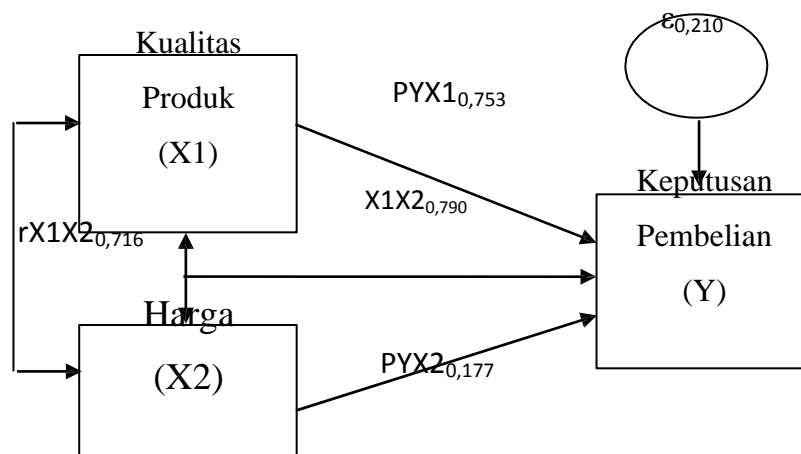 Kualitas
Produk
(X1)
rX1X2₀,₇₁₆
Harga
(X2)
PYX1₀,₇₅₃
X1X2₀,₇₉₀
PYX2₀,₁₇₇
ε₀,₂₁₀
Keputusan
Pembelian
(Y)